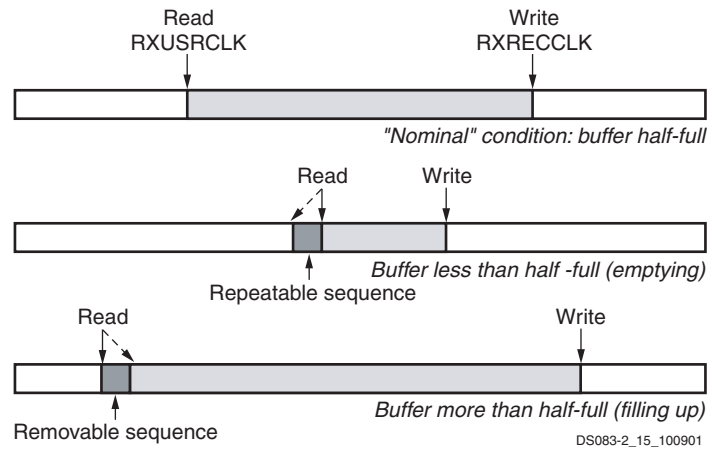 Read
RXUSRCLK
Write
RXRECCLK
"Nominal" condition: buffer half-full
Read
Write
Buffer less than half -full (emptying)
Repeatable sequence
Read
Write
Buffer more than half-full (filling up)
Removable sequence
DS083-2_15_100901